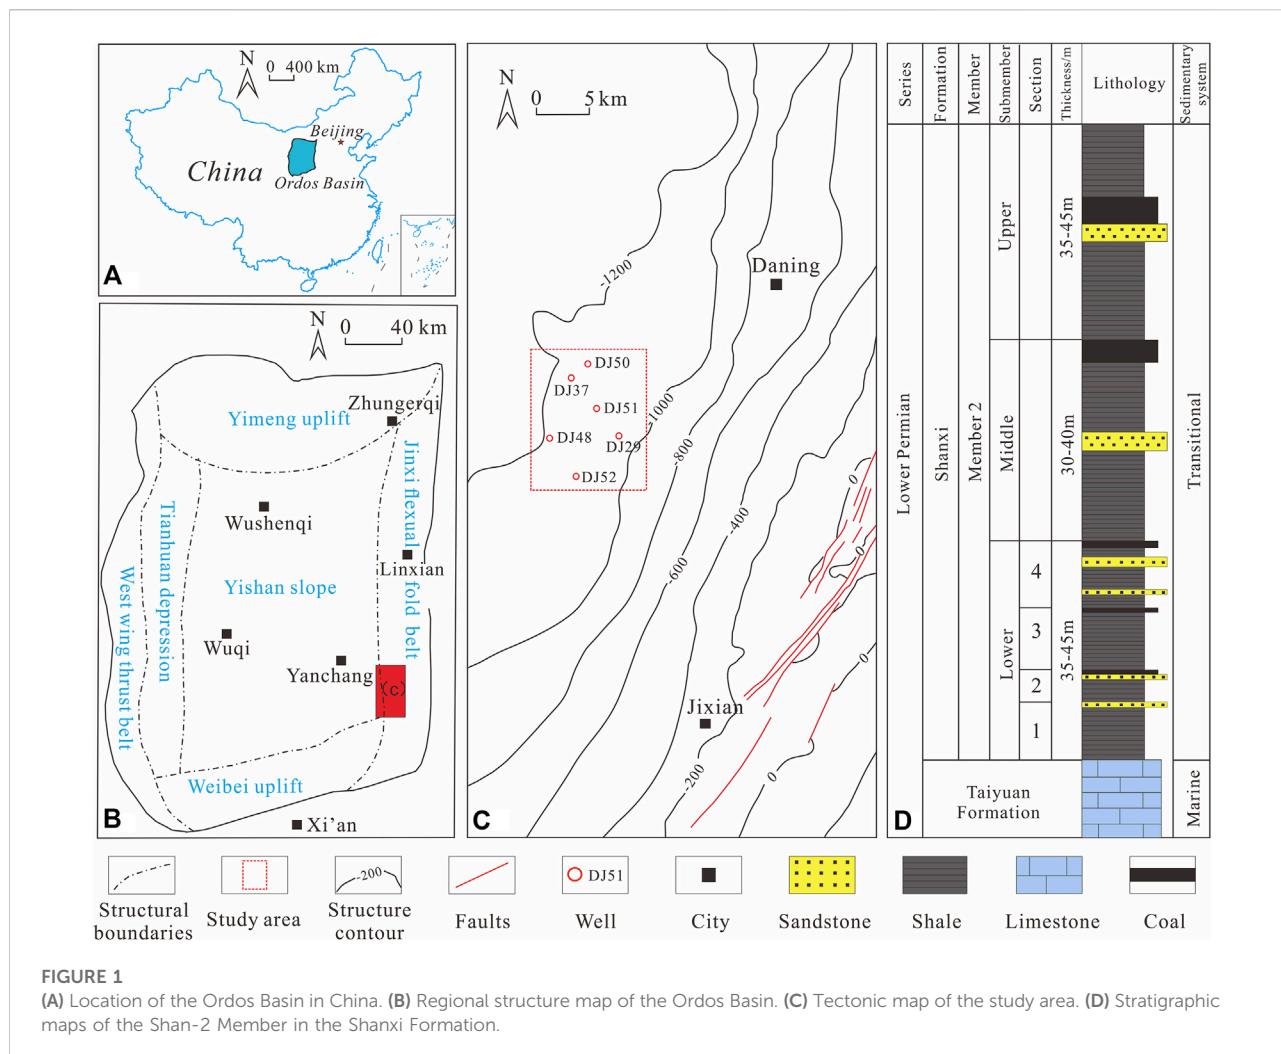 N
0 400 km
Beijing
China
Ordos Basin
A
N
0 40 km
Zhungerqi
Yimeng uplift
Jinxi flexual fold belt
Wushenqi
Tianhuan depression
Linxian
West wing thrust belt
Yishan slope
Wuqi
Yanchang
(c)
Weibei uplift
B
Xi'an
N
0 5 km
-1200
Daning
DJ50
DJ37
DJ51
-1000
DJ48
DJ29
-800
DJ52
0
-400
0
-600
0
Jixian
-200
0
C
Series
Formation
Member
Submember
Section
Thickness/m
Lithology
Sedimentary system
Lower Permian
Shanxi
Member 2
Upper
35-45m
Middle
30-40m
Lower
4
3
2
1
35-45m
Transitional
Taiyuan
Formation
Marine
D
-200
DJ51
Structural
boundaries
Study area
Structure
contour
Faults
Well
City
Sandstone
Shale
Limestone
Coal
FIGURE 1
(A) Location of the Ordos Basin in China. (B) Regional structure map of the Ordos Basin. (C) Tectonic map of the study area. (D) Stratigraphic
maps of the Shan-2 Member in the Shanxi Formation.